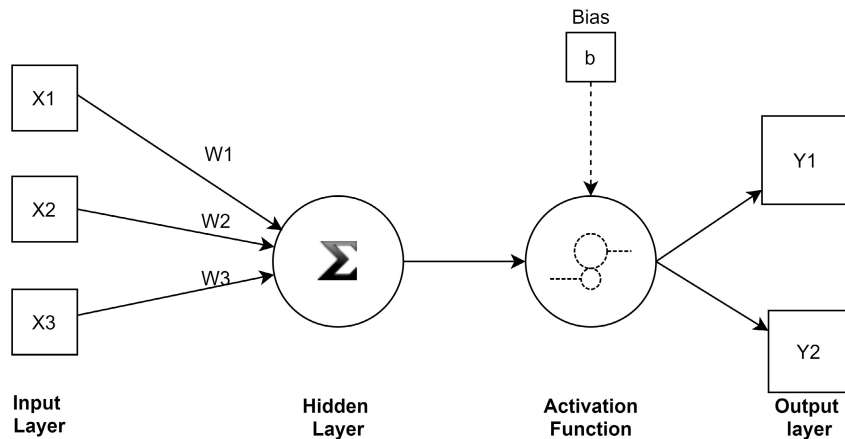 Bias
b
X1
W1
Y1
X2
W2
Σ
W3
X3
Y2
Input
Layer
Hidden
Layer
Activation
Function
Output
layer